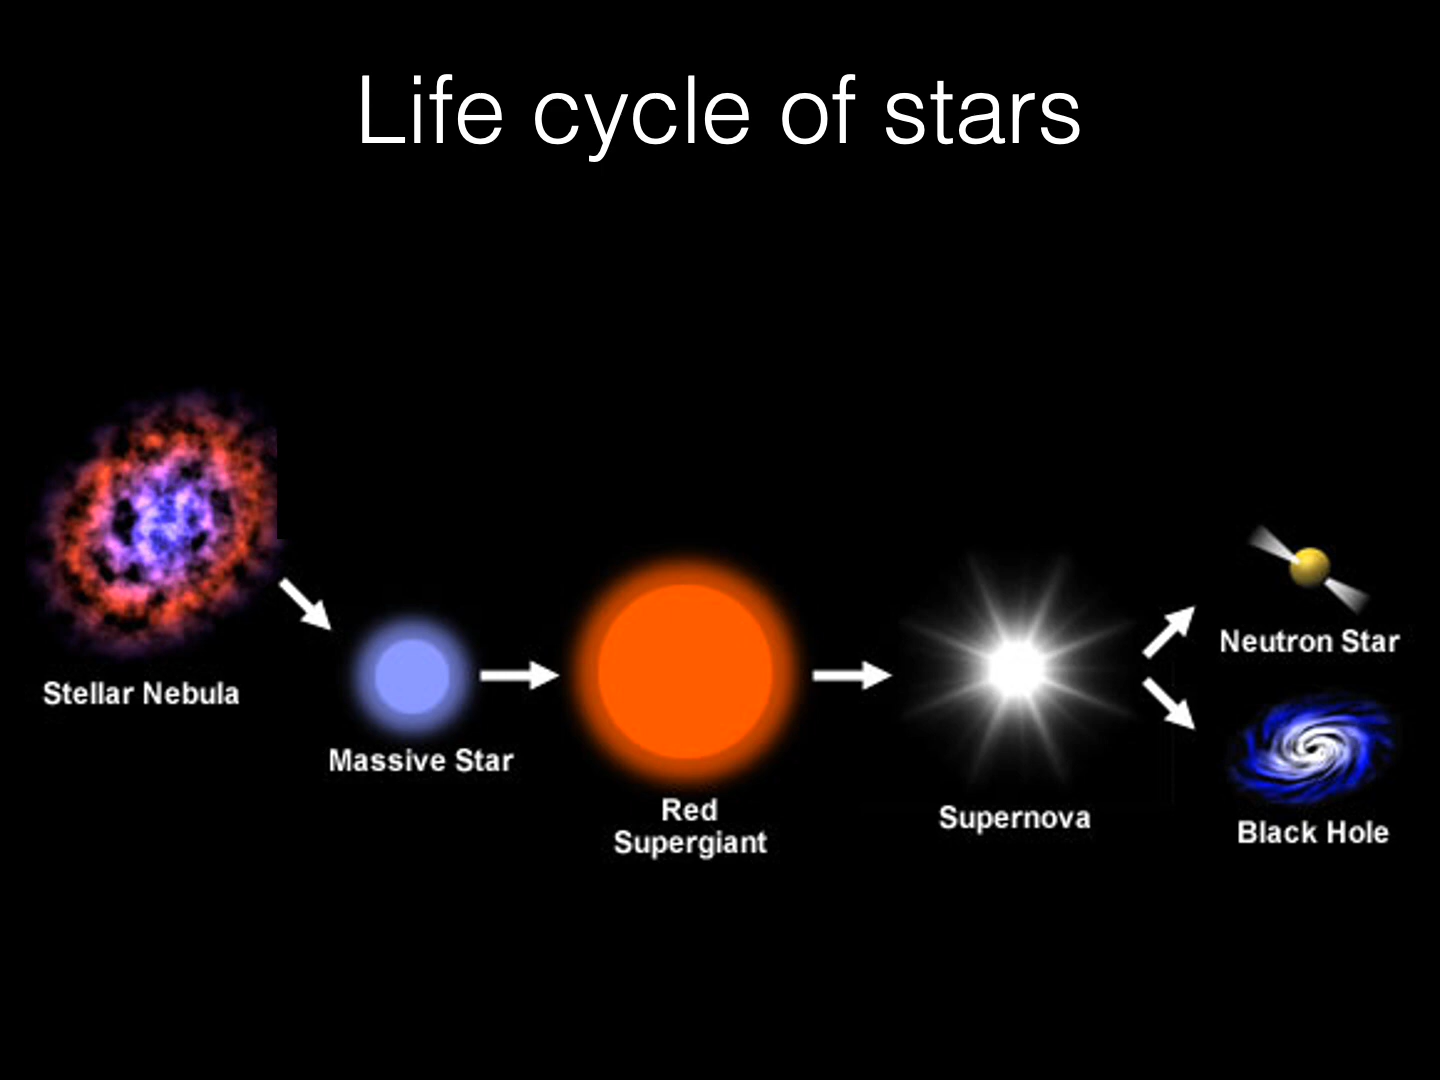 Life cycle of stars
Stellar Nebula
Massive Star
Red
Supergiant
Supernova
Neutron Star
Black Hole